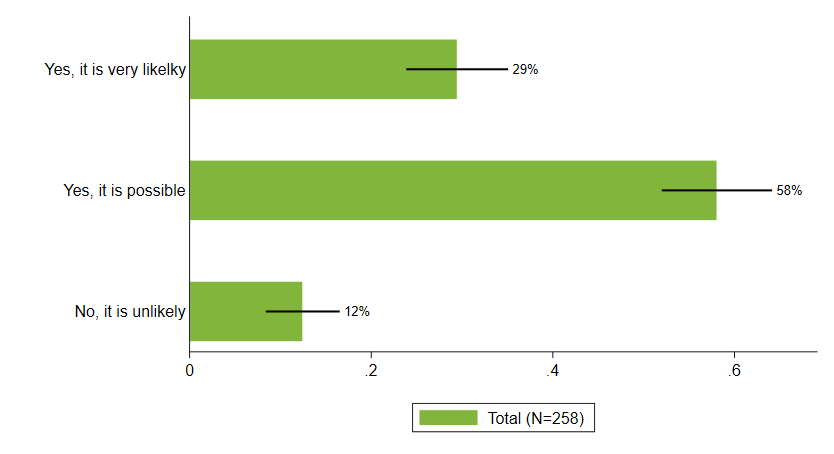 Yes, it is very likelky
29%
Yes, it is possible
58%
No, it is unlikely
12%
0 .2 .4 .6
Total (N=258)